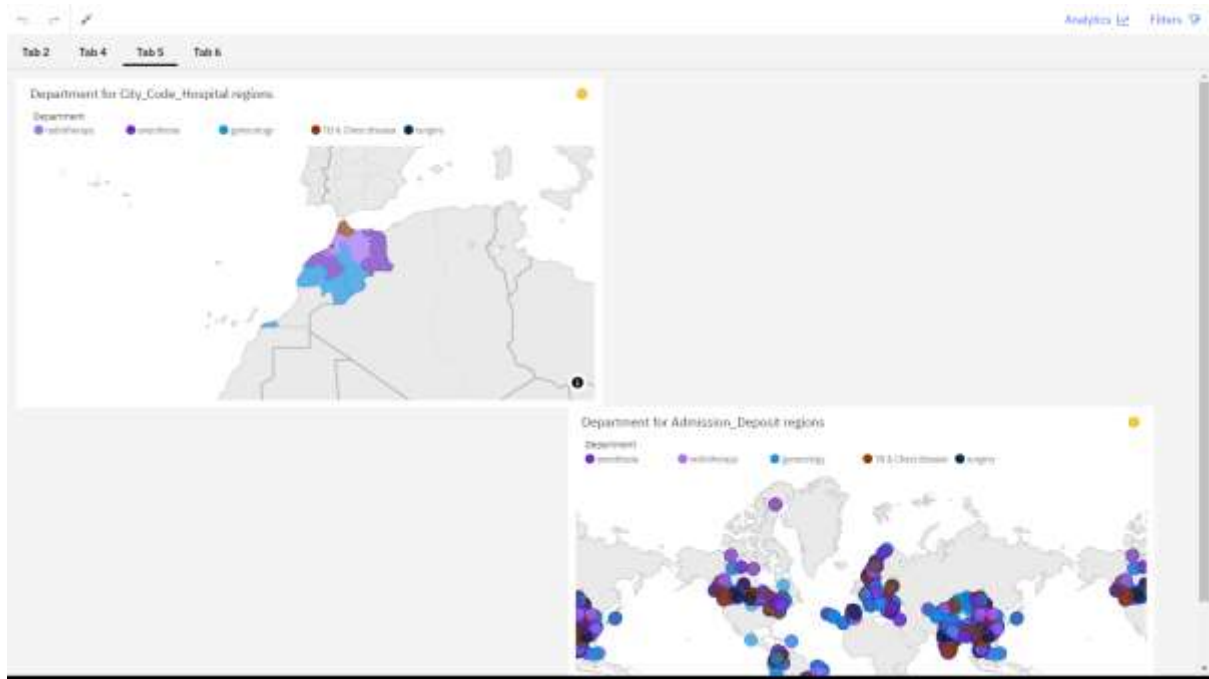 Analytics Filters
Tab 2 Tab 4 Tab 5 Tab 6
Department for City_Code_Hospital regions
Department
radiotherapy anesthesia gynecology TB & Chest disease surgery
Department for Admission_Deposit regions
Department
anesthesia radiotherapy gynecology TB & Chest disease surgery